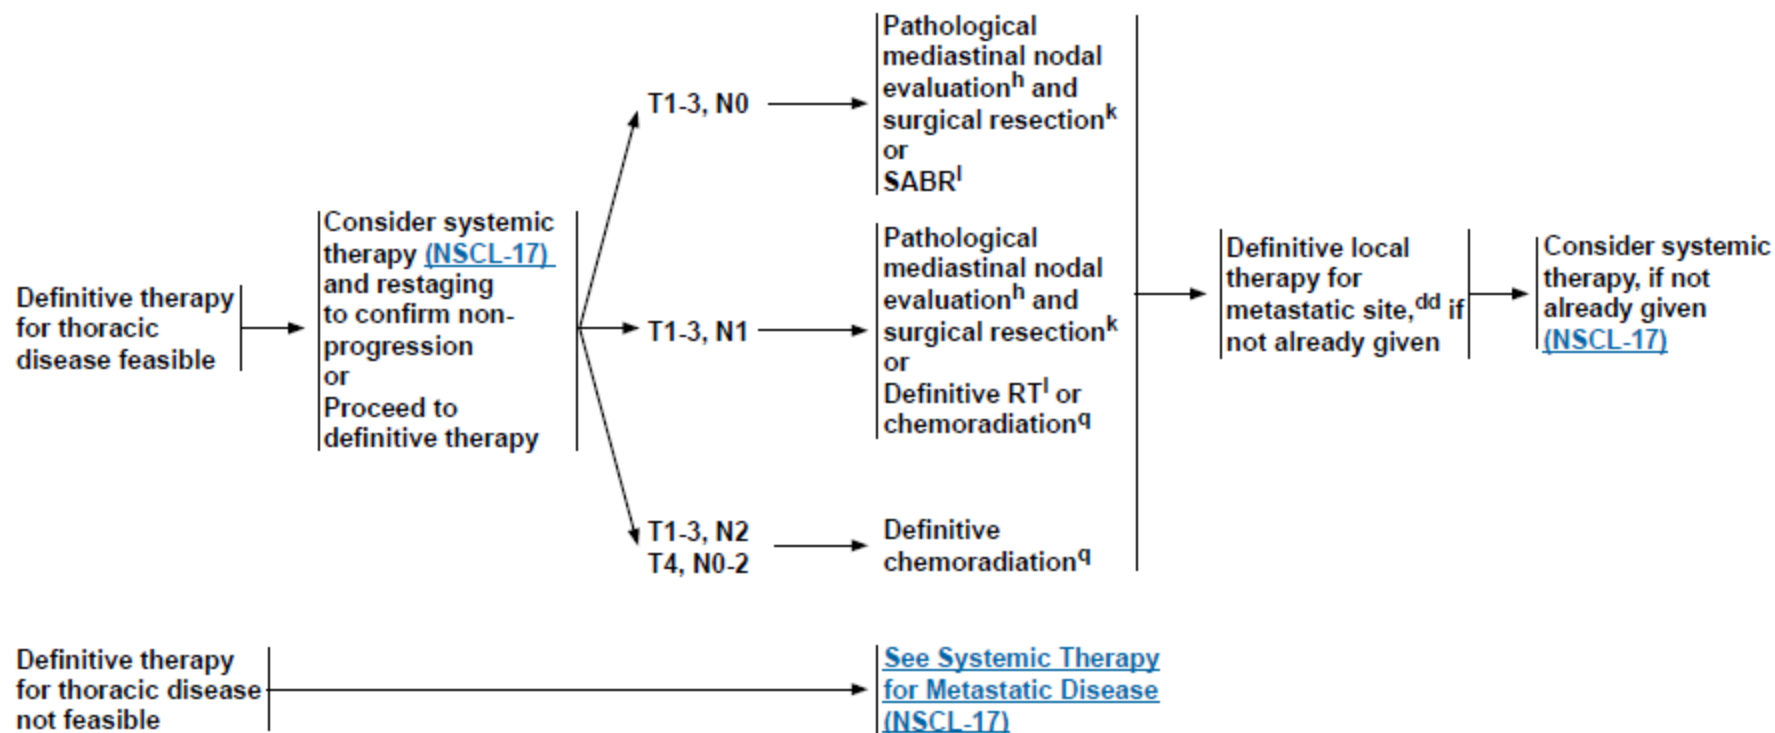 Definitive therapy
for thoracic
disease feasible
Consider systemic
therapy (NSCL-17)
and restaging
to confirm non-
progression
or
Proceed to
definitive therapy
T1-3, N0
Pathological
mediastinal nodal
evaluationh and
surgical resectionk
or
SABRl
T1-3, N1
Pathological
mediastinal nodal
evaluationh and
surgical resectionk
or
Definitive RTl or
chemoradiationq
T1-3, N2
T4, N0-2
Definitive
chemoradiationq
Definitive local
therapy for
metastatic site,dd if
not already given
Consider systemic
therapy, if not
already given
(NSCL-17)
Definitive therapy
for thoracic disease
not feasible
See Systemic Therapy
for Metastatic Disease
(NSCL-17)